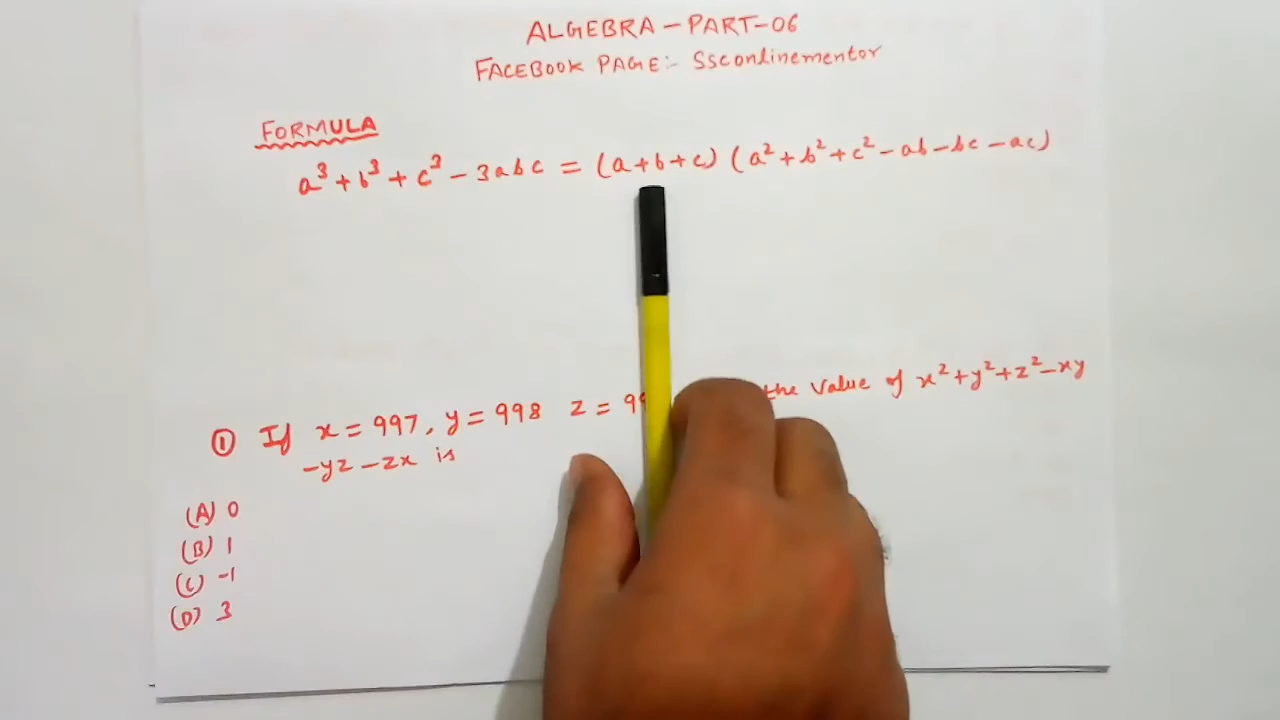 ALGEBRA - PART-06
FACEBOOK PAGE:- Ssconlinementor
FORMULA
a³ + b³ + c³ - 3abc = (a+b+c) (a² + b² + c² - ab - bc - ac)
① If x = 997, y = 998 z = 9 the value of x² + y² + z² - xy
- yz - zx is
(A) 0
(B) 1
(C) -1
(D) 3